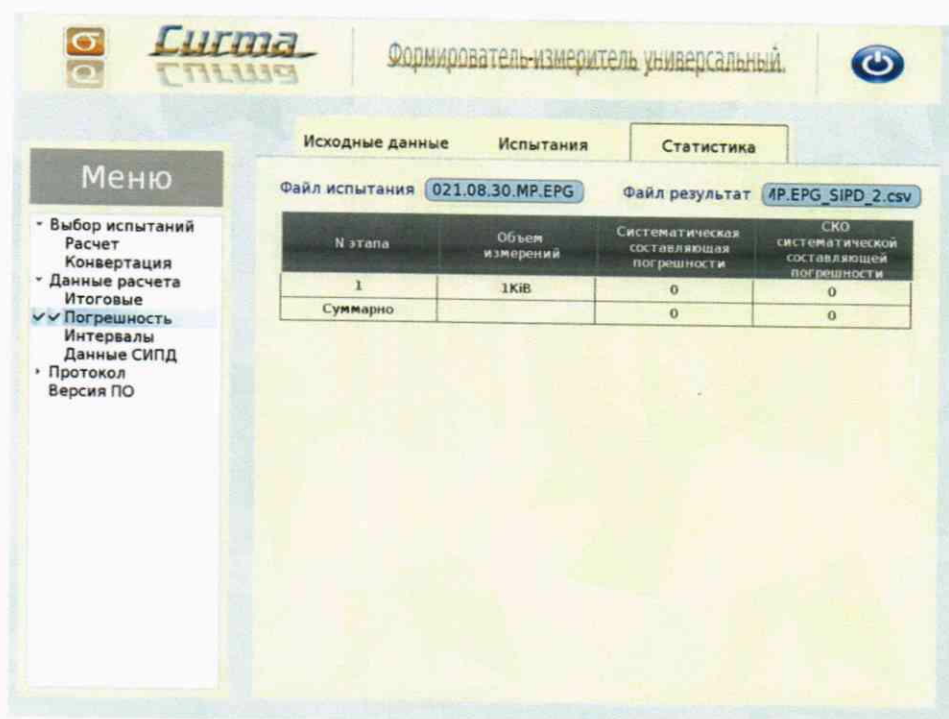 Сигма
Формирователь-измеритель универсальный.
Исходные данные
Испытания
Статистика
Меню
Файл испытания 021.08.30.MP.EPG
Файл результат MP.EPG_SIPD_2.csv
Выбор испытаний
Расчет
Конвертация
Данные расчета
Итоговые
Погрешность
Интервалы
Данные СИПД
Протокол
Версия ПО
N этапа
Объем
измерений
Систематическая
составляющая
погрешности
СКО
систематической
составляющей
погрешности
1 1KiB 0 0
Суммарно 0 0